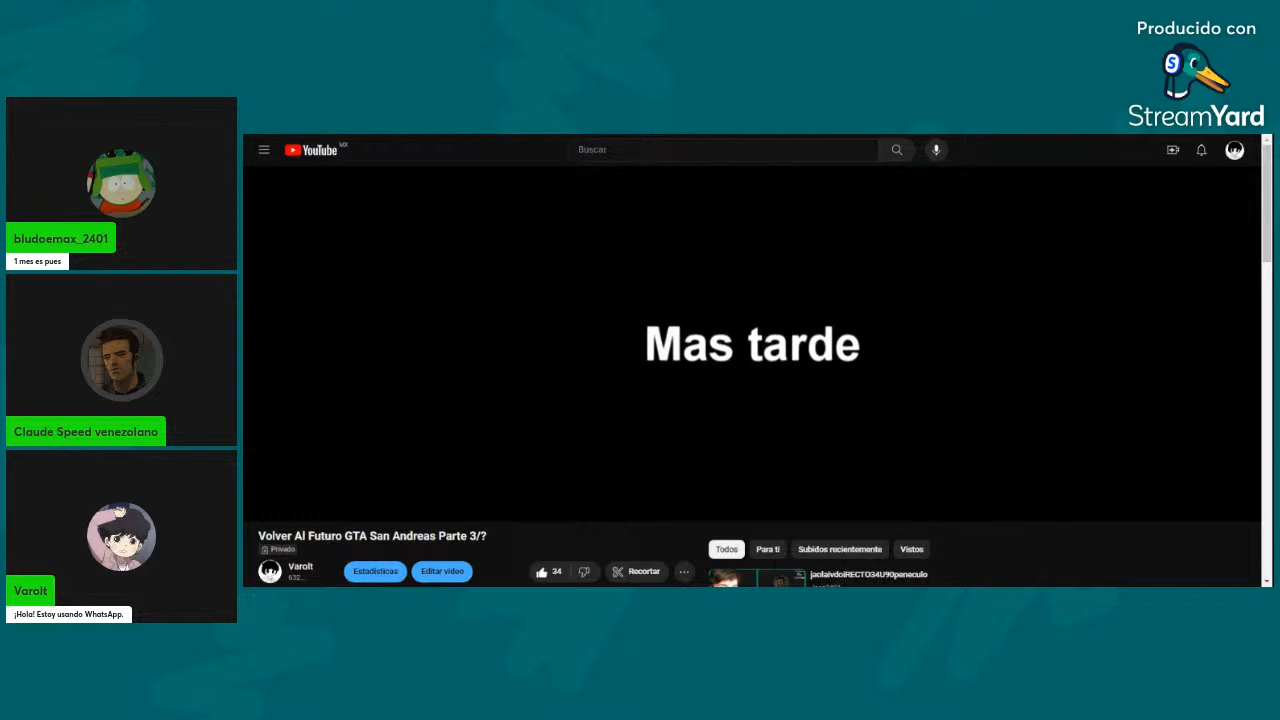 Producido con
StreamYard
bludoemax_2401
1 mes es pues
Claude Speed venezolano
Varolt
¡Hola! Estoy usando WhatsApp.
YouTube MX
Buscar
Mas tarde
Volver Al Futuro GTA San Andreas Parte 3/?
Privado
Varolt
632...
Estadísticas
Editar video
34
Recortar
Todos
Para ti
Subidos recientemente
Vistos
jaolaivdoiRECTO34U90peneculo